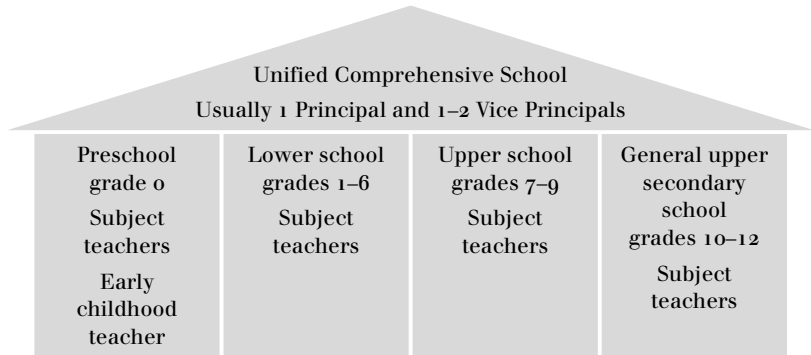 Unified Comprehensive School
Usually 1 Principal and 1–2 Vice Principals
Preschool
grade 0
Subject
teachers
Early
childhood
teacher
Lower school
grades 1–6
Subject
teachers
Upper school
grades 7–9
Subject
teachers
General upper
secondary
school
grades 10–12
Subject
teachers